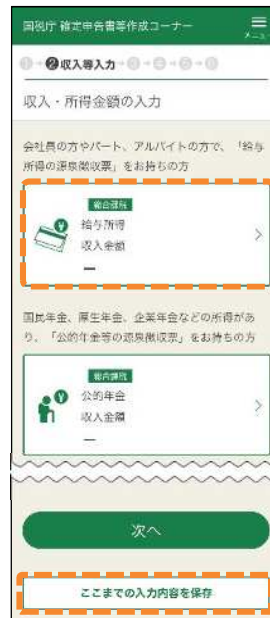 国税庁 確定申告書等作成コーナー
メニュー
❶-❷収入等入力-❸-❹-❺-❻
収入・所得金額の入力
会社員の方やパート、アルバイトの方で、「給与
所得の源泉徴収票」をお持ちの方
総合課税
給与所得
収入金額
ー
国民年金、厚生年金、企業年金などの所得があ
り、「公的年金等の源泉徴収票」をお持ちの方
総合課税
公的年金
収入金額
ー
次へ
ここまでの入力内容を保存